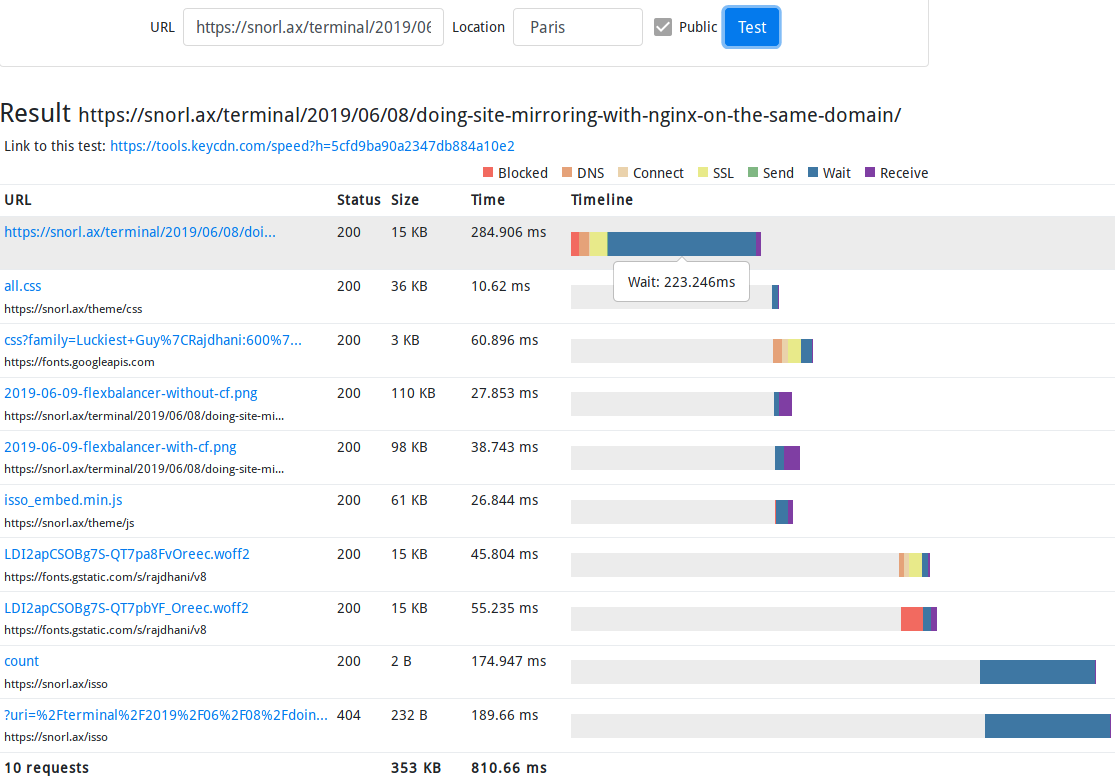 URL https://snorl.ax/terminal/2019/06 Location Paris Public Test
Result https://snorl.ax/terminal/2019/06/08/doing-site-mirroring-with-nginx-on-the-same-domain/
Link to this test: https://tools.keycdn.com/speed?h=5cfd9ba90a2347db884a10e2
Blocked DNS Connect SSL Send Wait Receive
URL Status Size Time Timeline
https://snorl.ax/terminal/2019/06/08/doi... 200 15 KB 284.906 ms
Wait: 223.246ms
all.css 200 36 KB 10.62 ms
https://snorl.ax/theme/css
css?family=Luckiest+Guy%7CRajdhani:600%7... 200 3 KB 60.896 ms
https://fonts.googleapis.com
2019-06-09-flexbalancer-without-cf.png 200 110 KB 27.853 ms
https://snorl.ax/terminal/2019/06/08/doing-site-mi...
2019-06-09-flexbalancer-with-cf.png 200 98 KB 38.743 ms
https://snorl.ax/terminal/2019/06/08/doing-site-mi...
isso_embed.min.js 200 61 KB 26.844 ms
https://snorl.ax/theme/js
LDI2apCSOBg7S-QT7pa8FvOreec.woff2 200 15 KB 45.804 ms
https://fonts.gstatic.com/s/rajdhani/v8
LDI2apCSOBg7S-QT7pbYF_Oreec.woff2 200 15 KB 55.235 ms
https://fonts.gstatic.com/s/rajdhani/v8
count 200 2 B 174.947 ms
https://snorl.ax/isso
?uri=%2Fterminal%2F2019%2F06%2F08%2Fdoin... 404 232 B 189.66 ms
https://snorl.ax/isso
10 requests 353 KB 810.66 ms